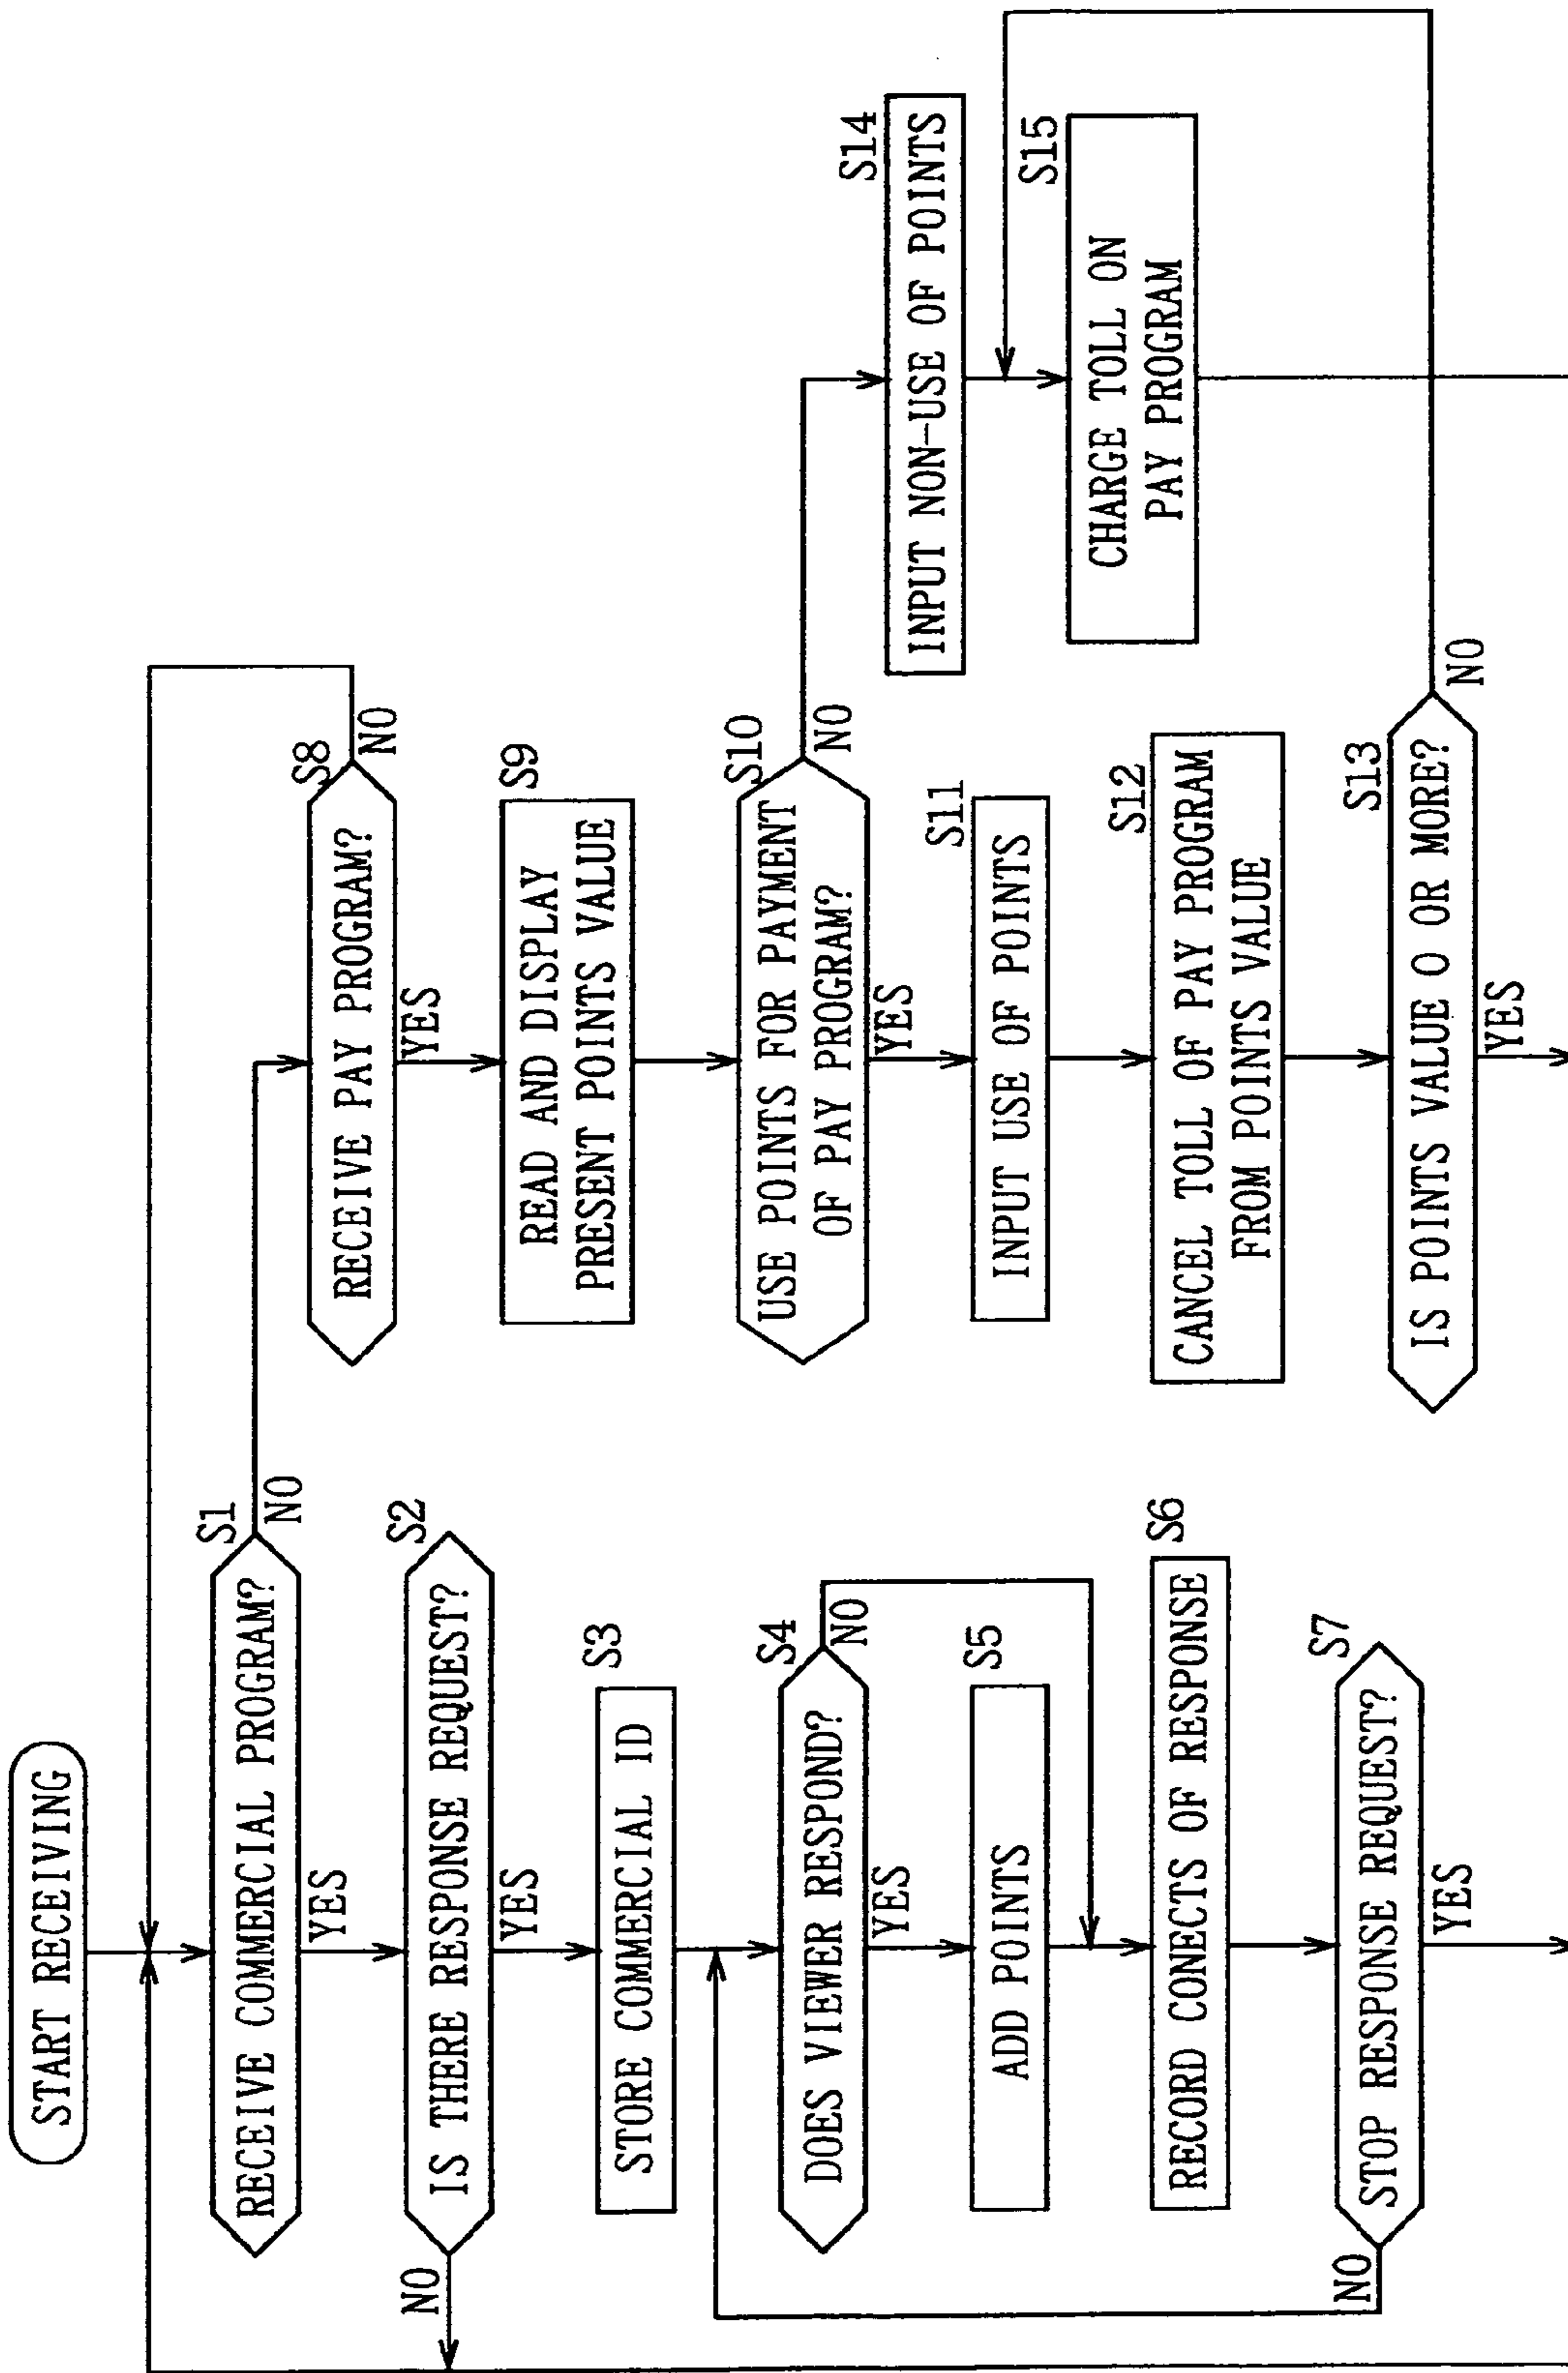 START RECEIVING
S1
RECEIVE COMMERCIAL PROGRAM?
NO
YES
S2
IS THERE RESPONSE REQUEST?
NO
YES
S3
STORE COMMERCIAL ID
S4
DOES VIEWER RESPOND?
NO
YES
S5
ADD POINTS
S6
RECORD CONECTS OF RESPONSE
S7
STOP RESPONSE REQUEST?
NO
YES
S8
RECEIVE PAY PROGRAM?
NO
YES
S9
READ AND DISPLAY
PRESENT POINTS VALUE
S10
USE POINTS FOR PAYMENT
OF PAY PROGRAM?
NO
YES
S11
INPUT USE OF POINTS
S12
CANCEL TOLL OF PAY PROGRAM
FROM POINTS VALUE
S13
IS POINTS VALUE 0 OR MORE?
NO
YES
S14
INPUT NON-USE OF POINTS
S15
CHARGE TOLL ON
PAY PROGRAM